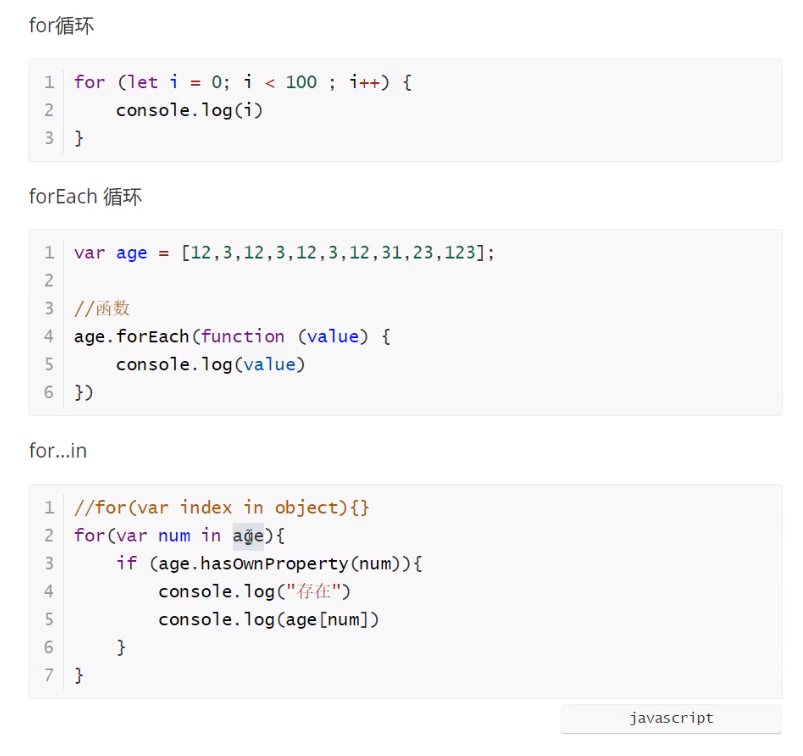 for循环
1 for (let i = 0; i < 100 ; i++) {
2     console.log(i)
3 }
forEach 循环
1 var age = [12,3,12,3,12,3,12,31,23,123];
2
3 //函数
4 age.forEach(function (value) {
5     console.log(value)
6 })
for...in
1 //for(var index in object){}
2 for(var num in age){
3     if (age.hasOwnProperty(num)){
4         console.log("存在")
5         console.log(age[num])
6     }
7 }
javascript